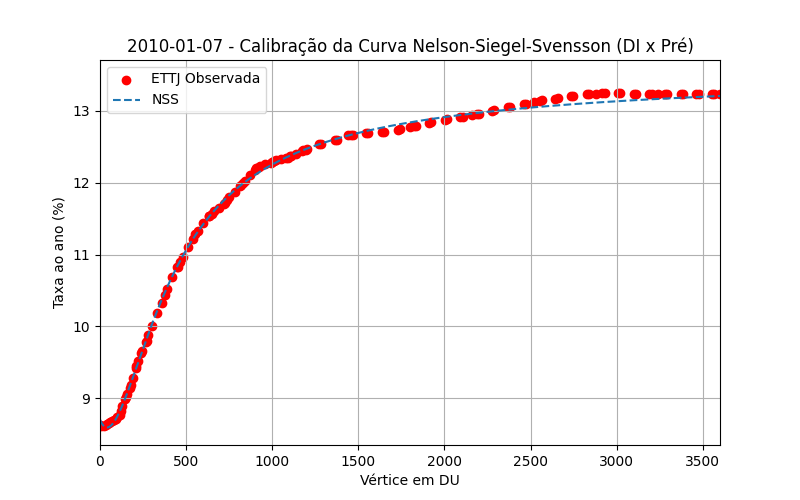 2010-01-07 - Calibração da Curva Nelson-Siegel-Svensson (DI x Pré)
ETTJ Observada
NSS
Taxa ao ano (%)
13
12
11
10
9
0 500 1000 1500 2000 2500 3000 3500
Vértice em DU